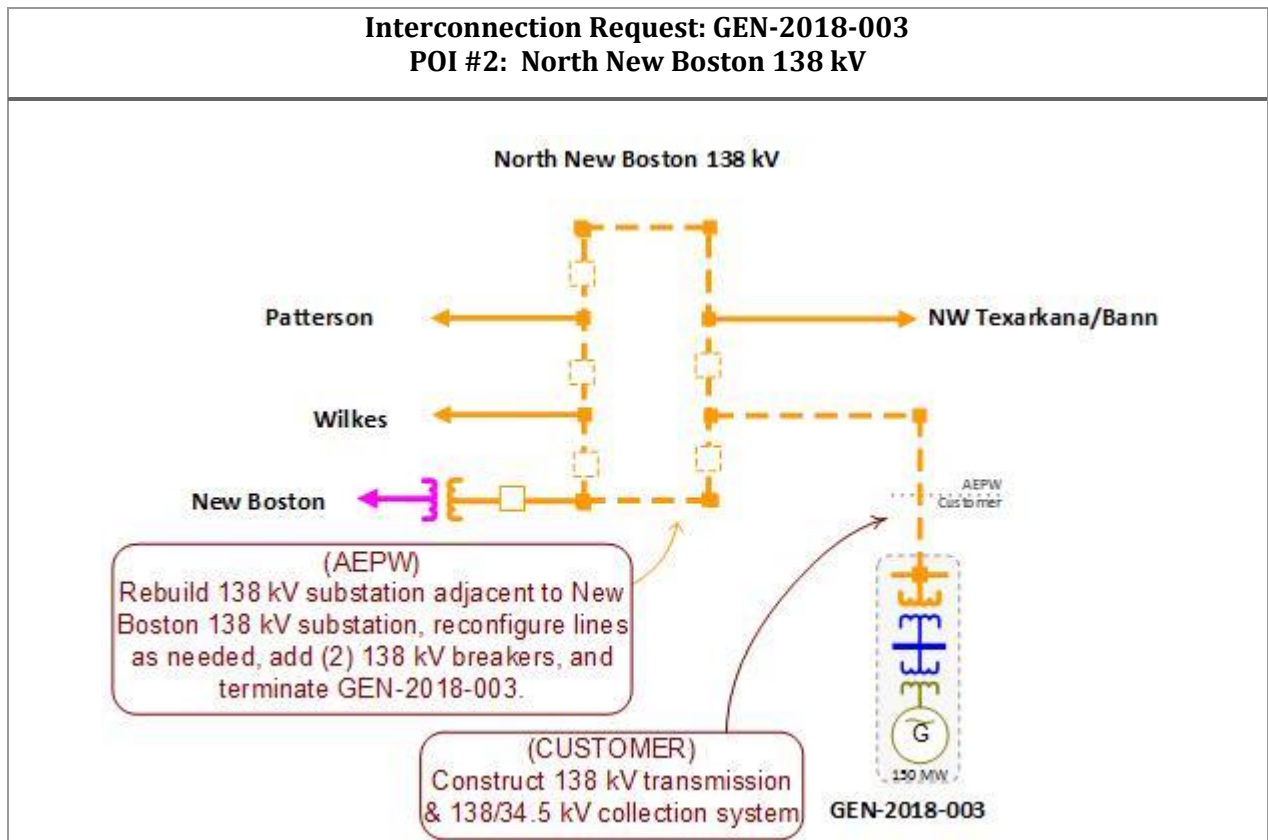 Interconnection Request: GEN-2018-003
POI #2: North New Boston 138 kV
North New Boston 138 kV
Patterson
NW Texarkana/Bann
Wilkes
New Boston
AEPW
Customer
(AEPW)
Rebuild 138 kV substation adjacent to New
Boston 138 kV substation, reconfigure lines
as needed, add (2) 138 kV breakers, and
terminate GEN-2018-003.
(CUSTOMER)
Construct 138 kV transmission
& 138/34.5 kV collection system
G
MW
GEN-2018-003